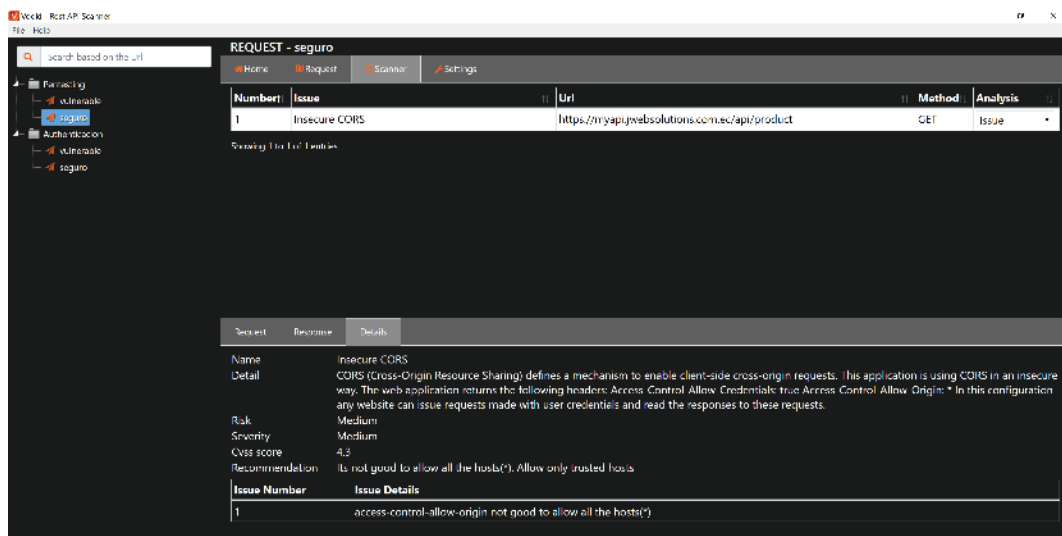 Vooki - Rest API Scanner
File Help
Search based on the Url
Pentesting
vulnerable
seguro
Authenticacion
vulnerable
seguro
REQUEST - seguro
Home Request Scanner Settings
Number Issue Url Method Analysis
1 Insecure CORS https://myapi.jwebsolutions.com.ec/api/product GET Issue
Showing 1 to 1 of 1 entries
Request Response Details
Name Insecure CORS
Detail CORS (Cross-Origin Resource Sharing) defines a mechanism to enable client-side cross-origin requests. This application is using CORS in an insecure
way. The web application returns the following headers: Access-Control-Allow-Credentials: true Access-Control-Allow-Origin: * In this configuration
any website can issue requests made with user credentials and read the responses to these requests.
Risk Medium
Severity Medium
Cvss score 4.3
Recommendation Its not good to allow all the hosts(*). Allow only trusted hosts
Issue Number Issue Details
1 access-control-allow-origin not good to allow all the hosts(*)